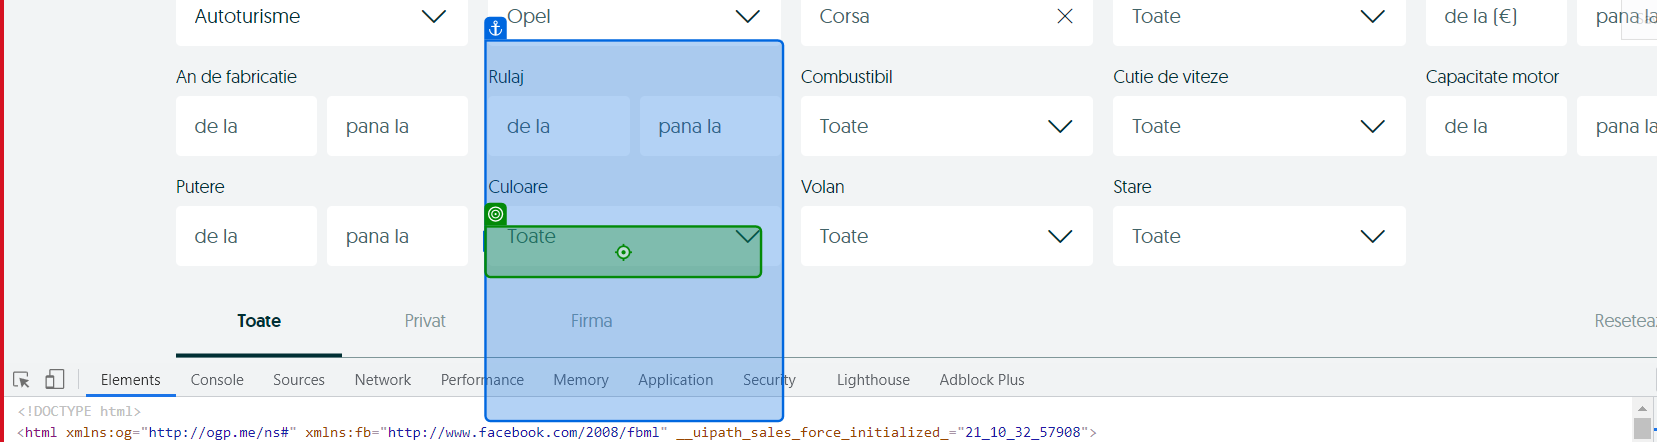 Autoturisme Opel Corsa Toate de la (€) pana la
An de fabricatie Rulaj Combustibil Cutie de viteze Capacitate motor
de la pana la de la pana la Toate Toate de la pana la
Putere Culoare Volan Stare
de la pana la Toate Toate Toate
Toate Privat Firma Reseteaz
Elements Console Sources Network Performance Memory Application Security Lighthouse Adblock Plus
<!DOCTYPE html>
<html xmlns:og="http://ogp.me/ns#" xmlns:fb="http://www.facebook.com/2008/fbml" __uipath_sales_force_initialized_="21_10_32_57908">